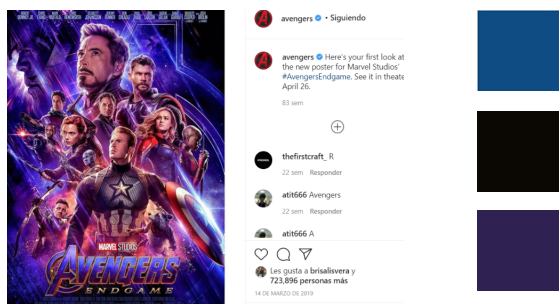 MARVEL STUDIOS
AVENGERS
ENDGAME
avengers • Siguiendo
avengers Here's your first look at
the new poster for Marvel Studios'
#AvengersEndgame. See it in theate
April 26.
83 sem
thefirstcraft_ R
22 sem Responder
atit666 Avengers
22 sem Responder
atit666 A
Les gusta a brisalisvera y
723,896 personas más
14 DE MARZO DE 2019